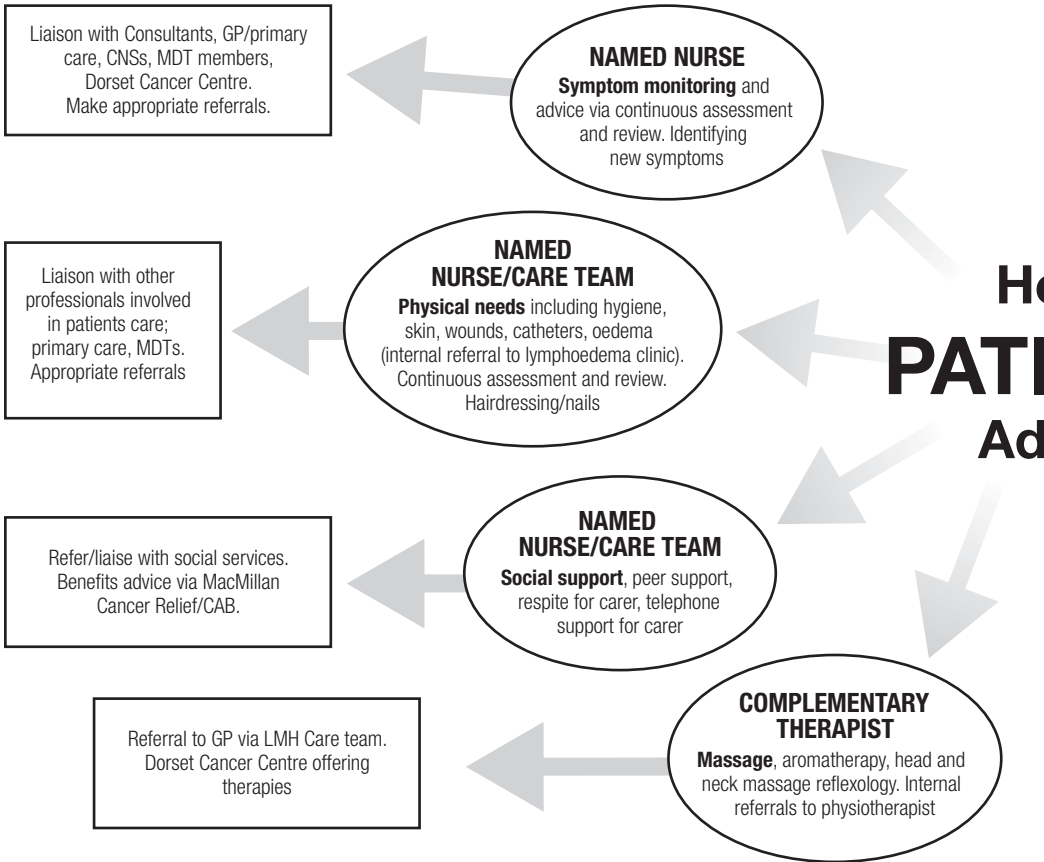 Liaison with Consultants, GP/primary
care, CNSs, MDT members,
Dorset Cancer Centre.
Make appropriate referrals.
NAMED NURSE
Symptom monitoring and
advice via continuous assessment
and review. Identifying
new symptoms
Liaison with other
professionals involved
in patients care;
primary care, MDTs.
Appropriate referrals
NAMED
NURSE/CARE TEAM
Physical needs including hygiene,
skin, wounds, catheters, oedema
(internal referral to lymphoedema clinic).
Continuous assessment and review.
Hairdressing/nails
Refer/liaise with social services.
Benefits advice via MacMillan
Cancer Relief/CAB.
NAMED
NURSE/CARE TEAM
Social support, peer support,
respite for carer, telephone
support for carer
Referral to GP via LMH Care team.
Dorset Cancer Centre offering
therapies
COMPLEMENTARY
THERAPIST
Massage, aromatherapy, head and
neck massage reflexology. Internal
referrals to physiotherapist